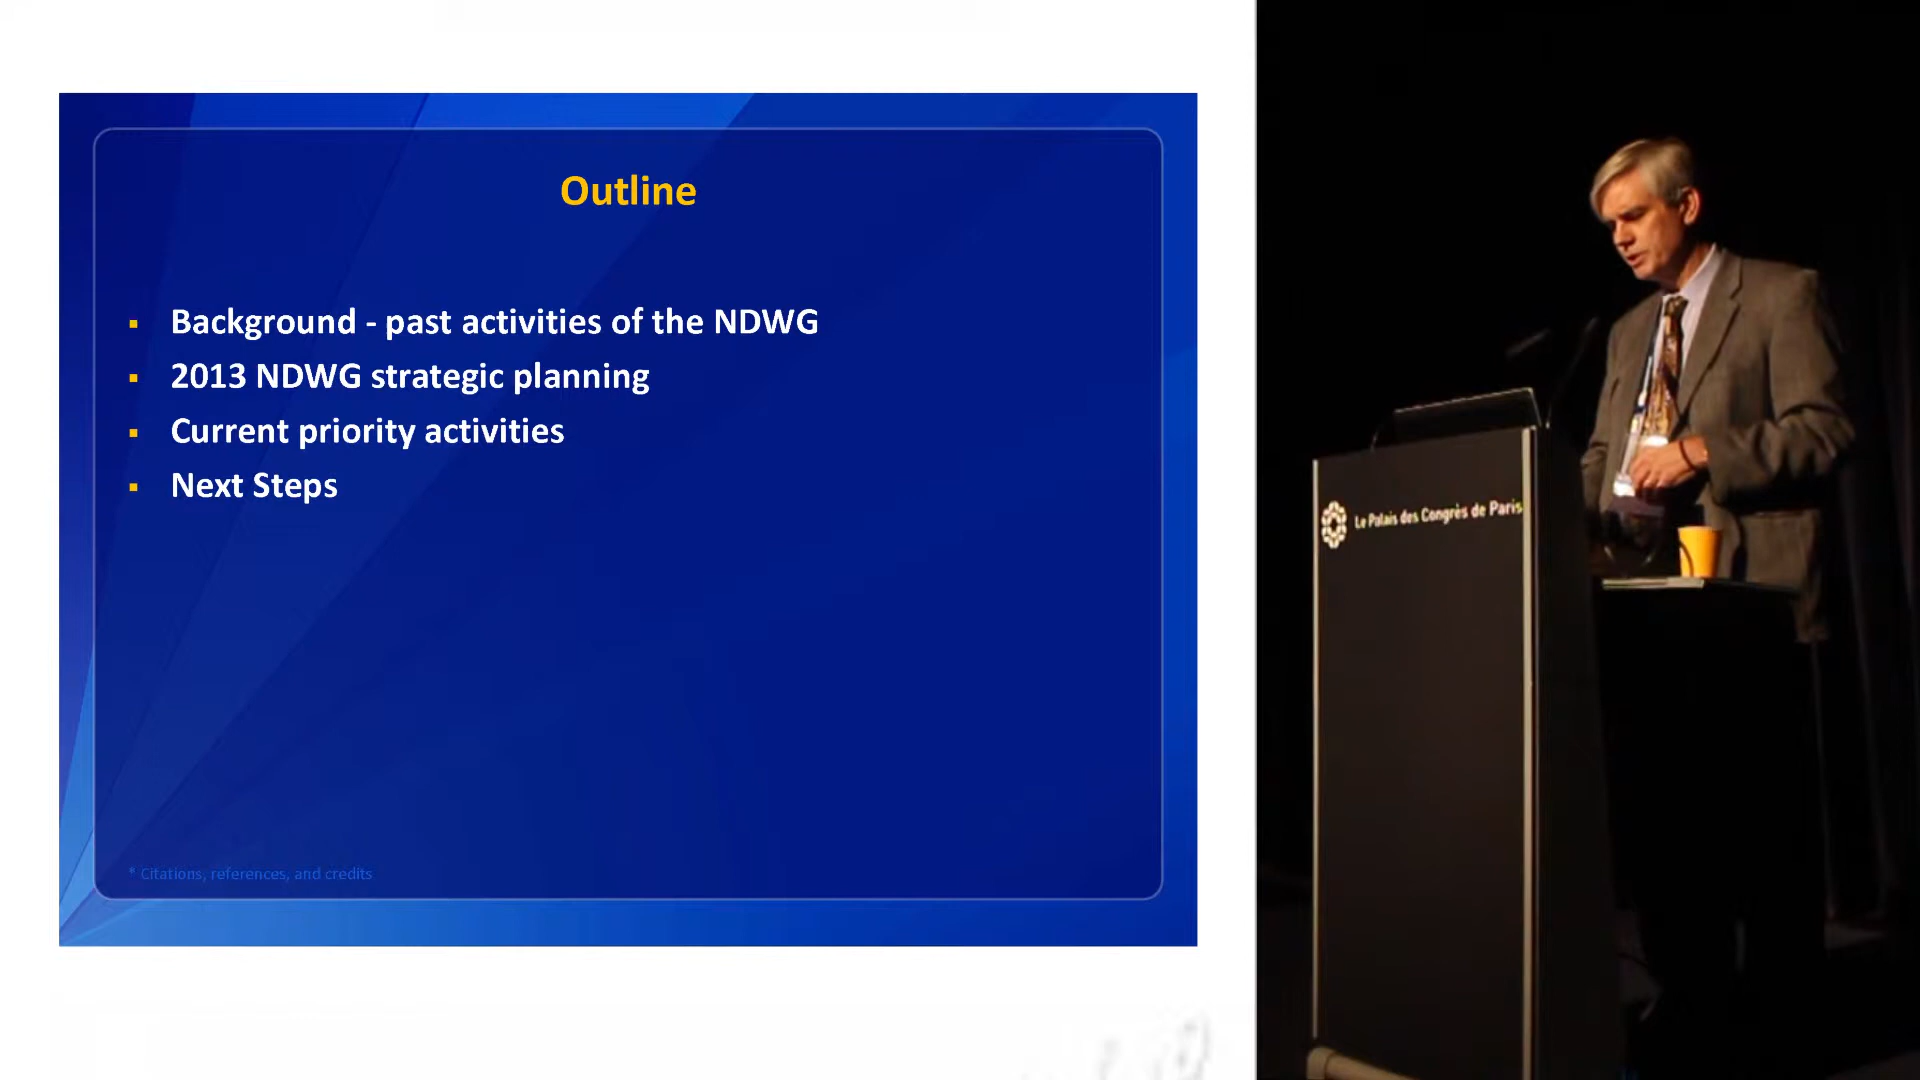 Outline
▪ Background - past activities of the NDWG
▪ 2013 NDWG strategic planning
▪ Current priority activities
▪ Next Steps
* Citations, references, and credits
Le Palais des Congrès de Paris